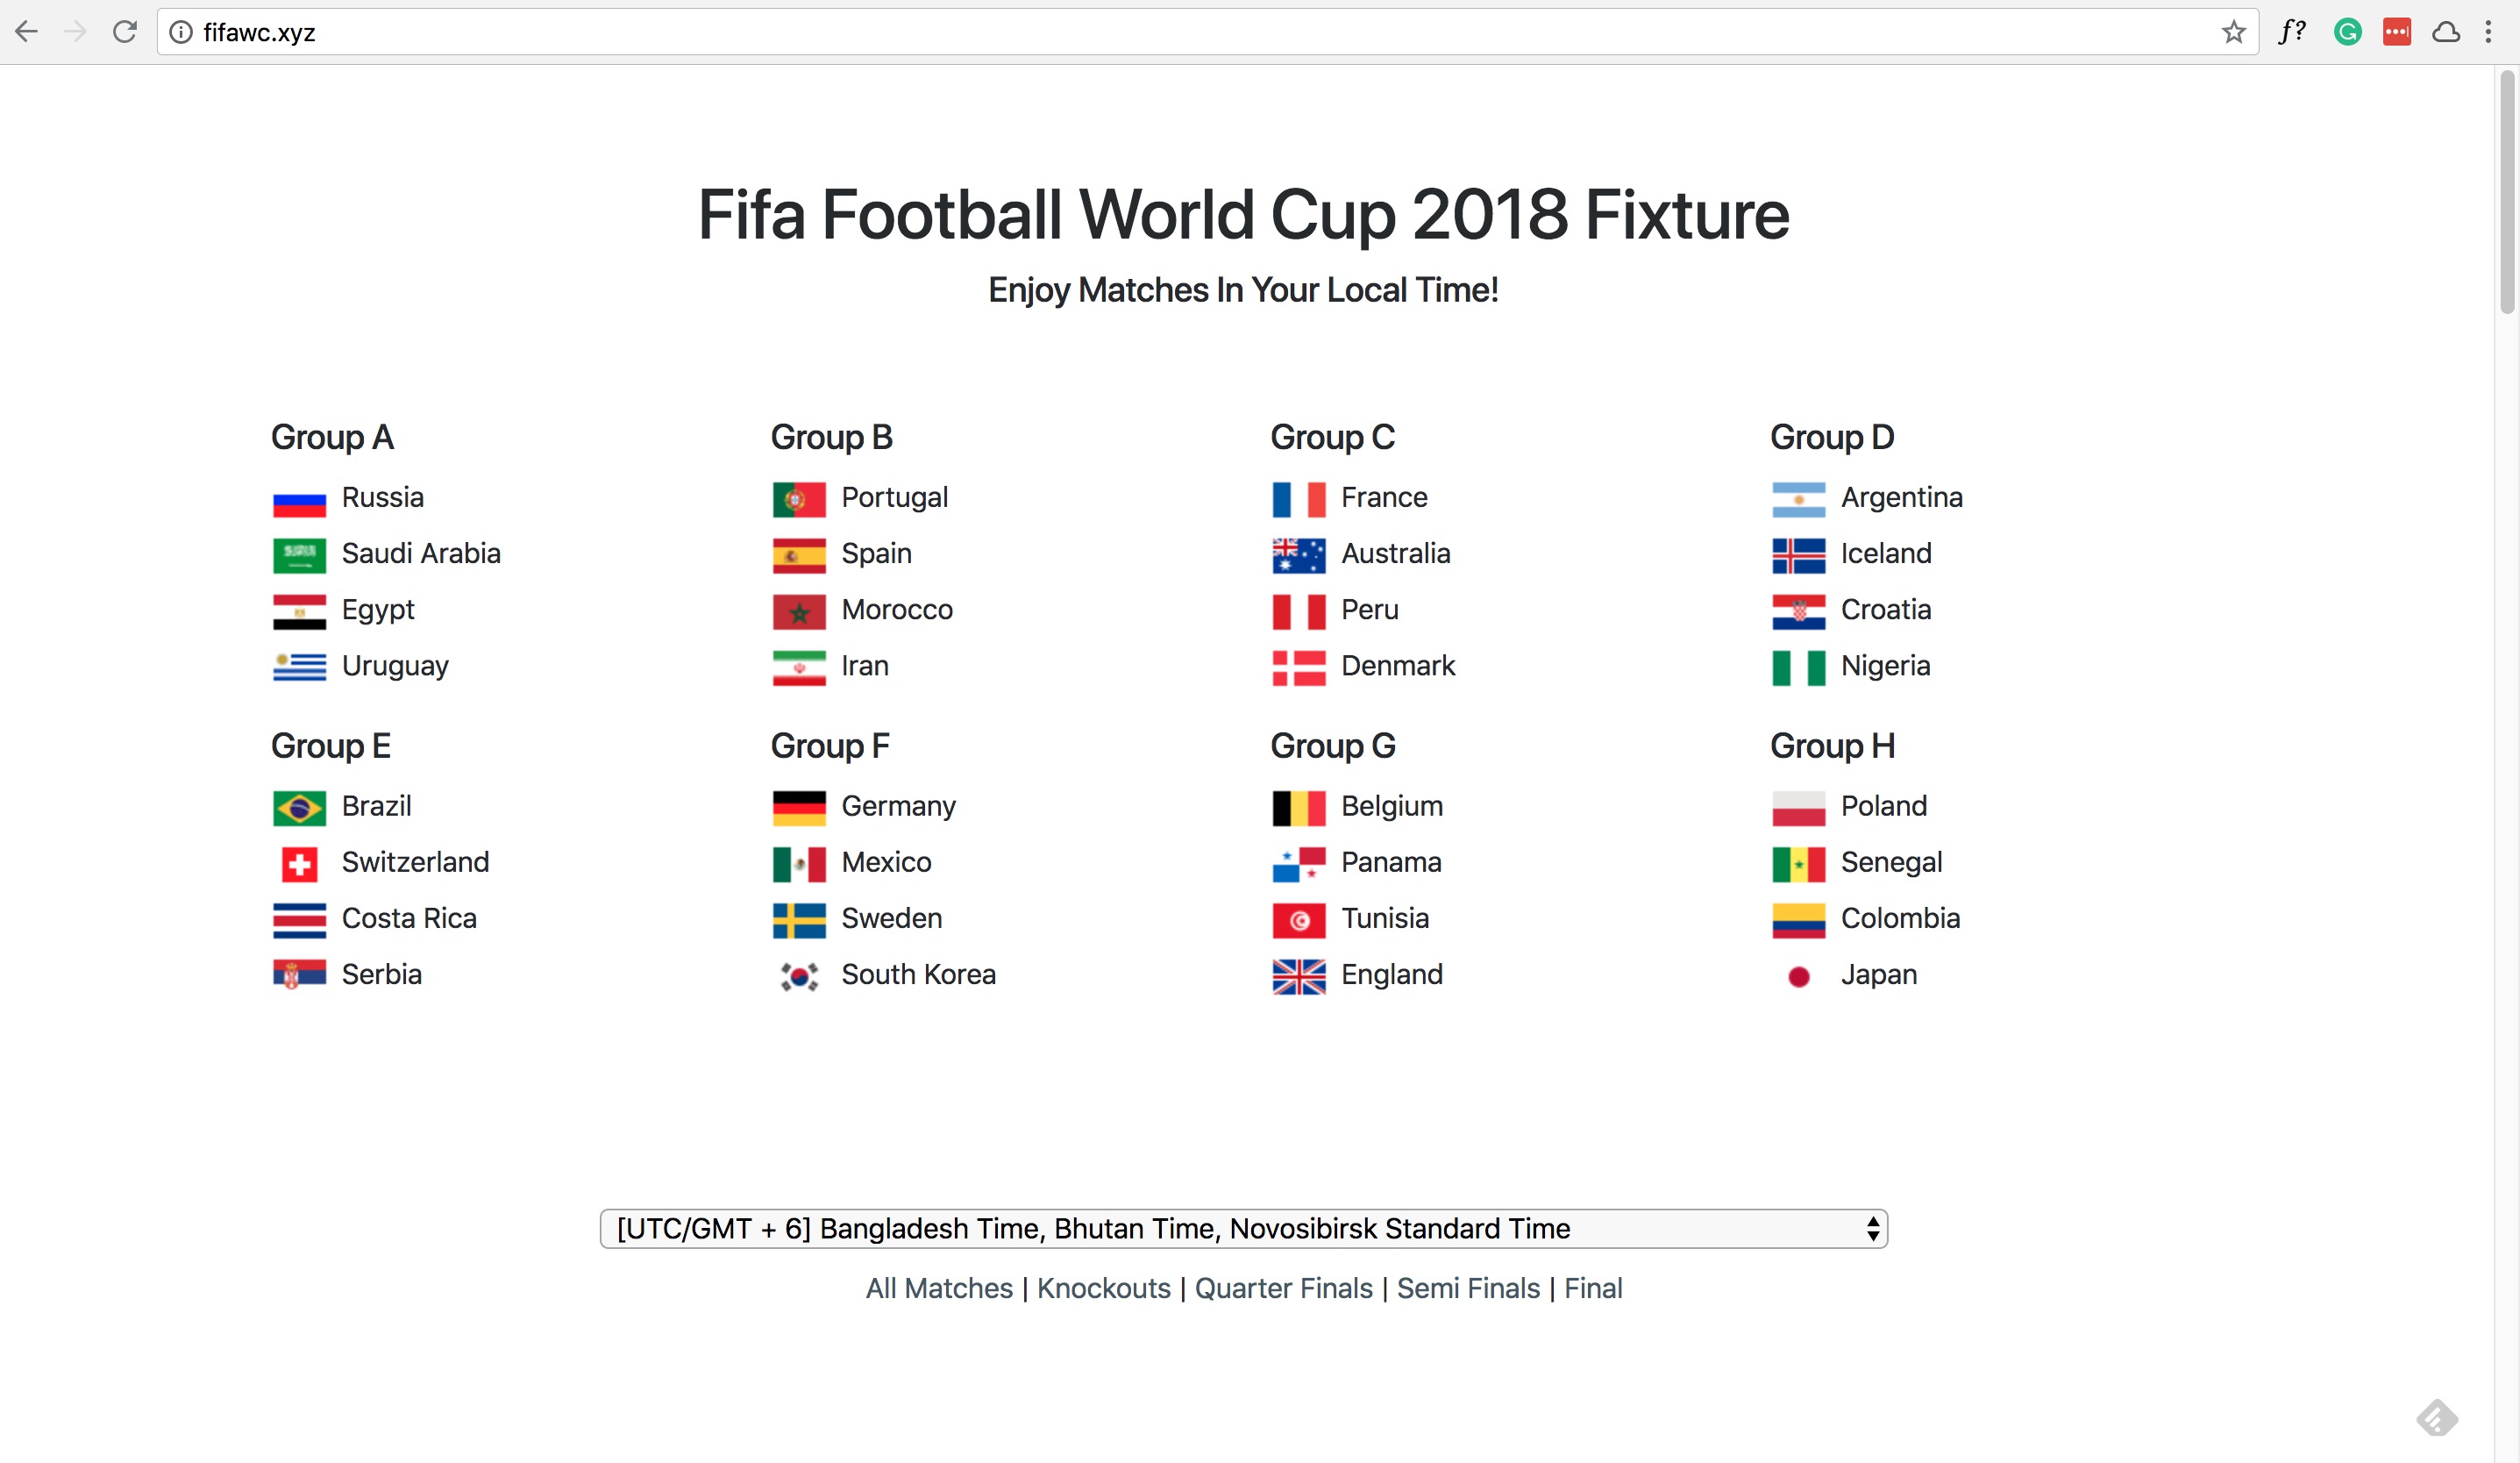 fifawc.xyz
f?
Fifa Football World Cup 2018 Fixture
Enjoy Matches In Your Local Time!
Group A
Russia
Saudi Arabia
Egypt
Uruguay
Group B
Portugal
Spain
Morocco
Iran
Group C
France
Australia
Peru
Denmark
Group D
Argentina
Iceland
Croatia
Nigeria
Group E
Brazil
Switzerland
Costa Rica
Serbia
Group F
Germany
Mexico
Sweden
South Korea
Group G
Belgium
Panama
Tunisia
England
Group H
Poland
Senegal
Colombia
Japan
[UTC/GMT + 6] Bangladesh Time, Bhutan Time, Novosibirsk Standard Time
All Matches | Knockouts | Quarter Finals | Semi Finals | Final